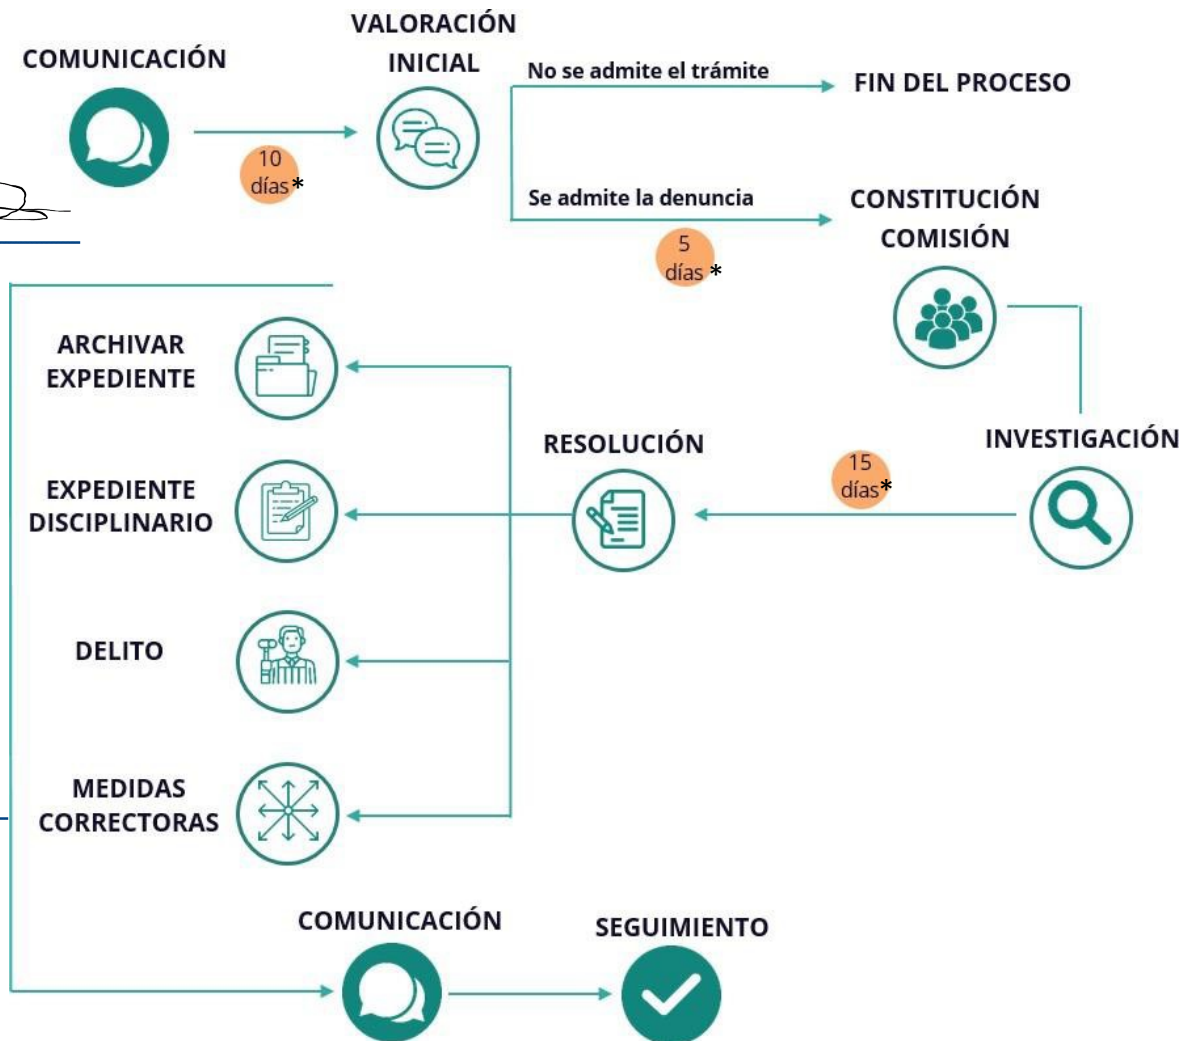 COMUNICACIÓN
VALORACIÓN
INICIAL
10
días*
No se admite el trámite
FIN DEL PROCESO
Se admite la denuncia
5
días *
CONSTITUCIÓN
COMISIÓN
INVESTIGACIÓN
15
días*
RESOLUCIÓN
ARCHIVAR
EXPEDIENTE
EXPEDIENTE
DISCIPLINARIO
DELITO
MEDIDAS
CORRECTORAS
COMUNICACIÓN
SEGUIMIENTO